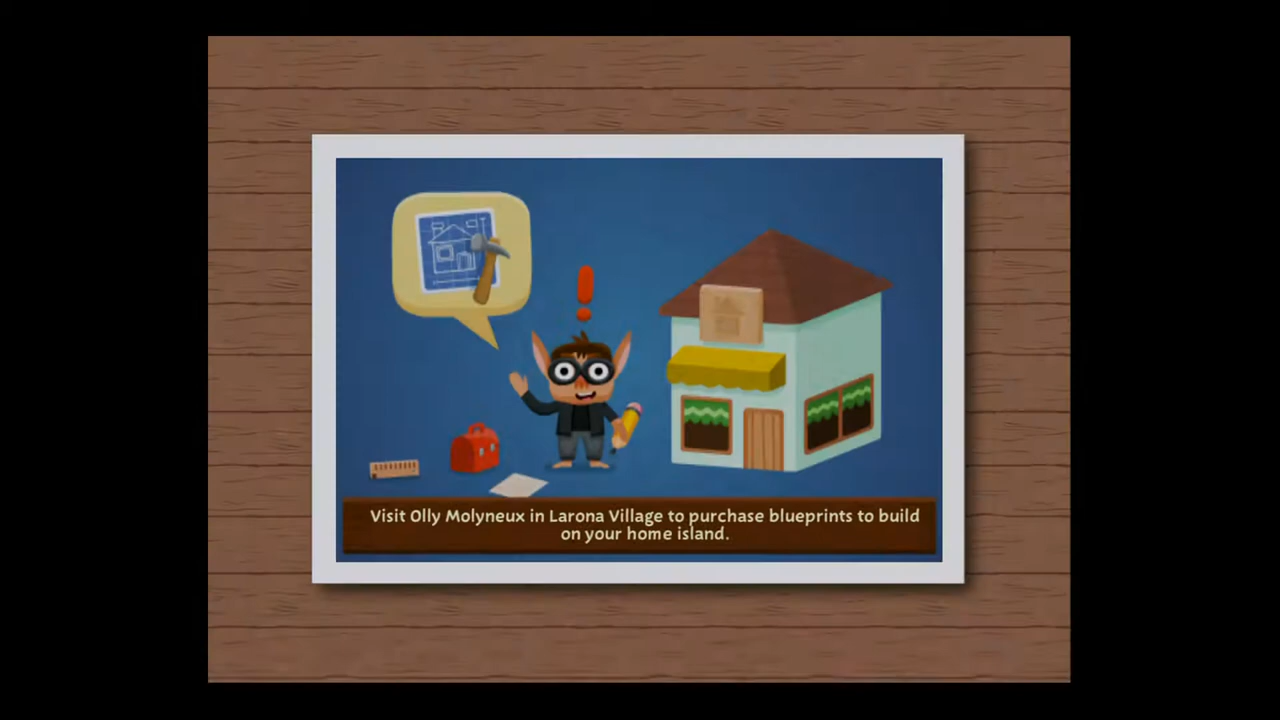 Visit Olly Molyneux in Larona Village to purchase blueprints to build
on your home island.